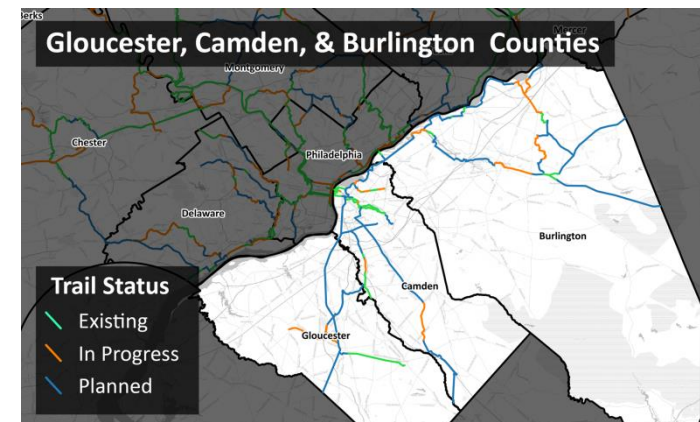 Berks
Mercer
Gloucester, Camden, & Burlington Counties
Montgomery
Chester
Philadelphia
Delaware
Burlington
Trail Status
Camden
Existing
Gloucester
In Progress
Planned